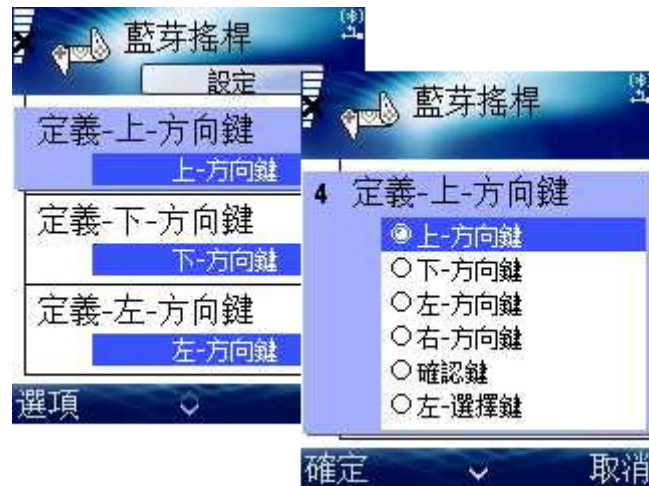 藍芽搖桿
設定
定義-上-方向鍵
上-方向鍵
定義-下-方向鍵
下-方向鍵
定義-左-方向鍵
左-方向鍵
選項
藍芽搖桿
4 定義-上-方向鍵
上-方向鍵
下-方向鍵
左-方向鍵
右-方向鍵
確認鍵
左-選擇鍵
確定 取消